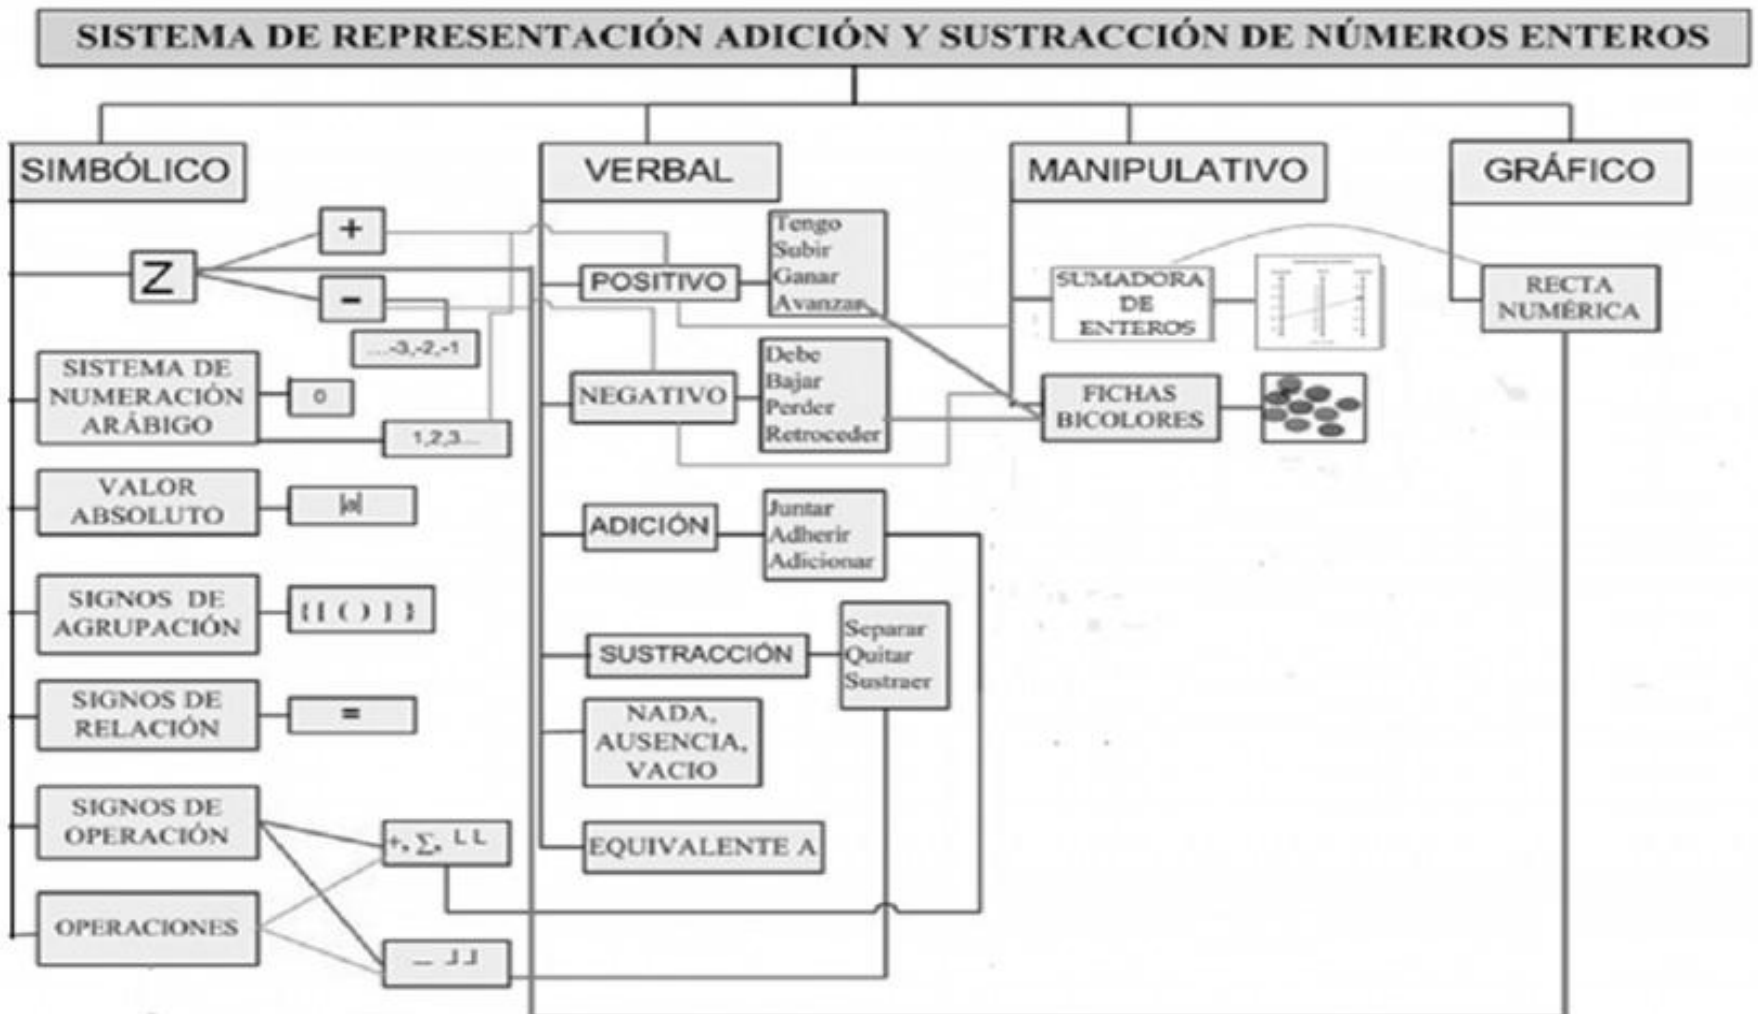 SISTEMA DE REPRESENTACIÓN ADICIÓN Y SUSTRACCIÓN DE NÚMEROS ENTEROS
SIMBÓLICO
Z
+
-
....-3,-2,-1
SISTEMA DE
NUMERACIÓN
ARÁBIGO
0
1,2,3...
VALOR
ABSOLUTO
|a|
SIGNOS DE
AGRUPACIÓN
{[()]}
SIGNOS DE
RELACIÓN
=
SIGNOS DE
OPERACIÓN
+, ∑, └ └
OPERACIONES
— ┘┘
VERBAL
POSITIVO
Tengo
Subir
Ganar
Avanzar
NEGATIVO
Debe
Bajar
Perder
Retroceder
ADICIÓN
Juntar
Adherir
Adicionar
SUSTRACCIÓN
Separar
Quitar
Sustraer
NADA,
AUSENCIA,
VACIO
EQUIVALENTE A
MANIPULATIVO
SUMADORA
DE
ENTEROS
FICHAS
BICOLORES
GRÁFICO
RECTA
NUMÉRICA